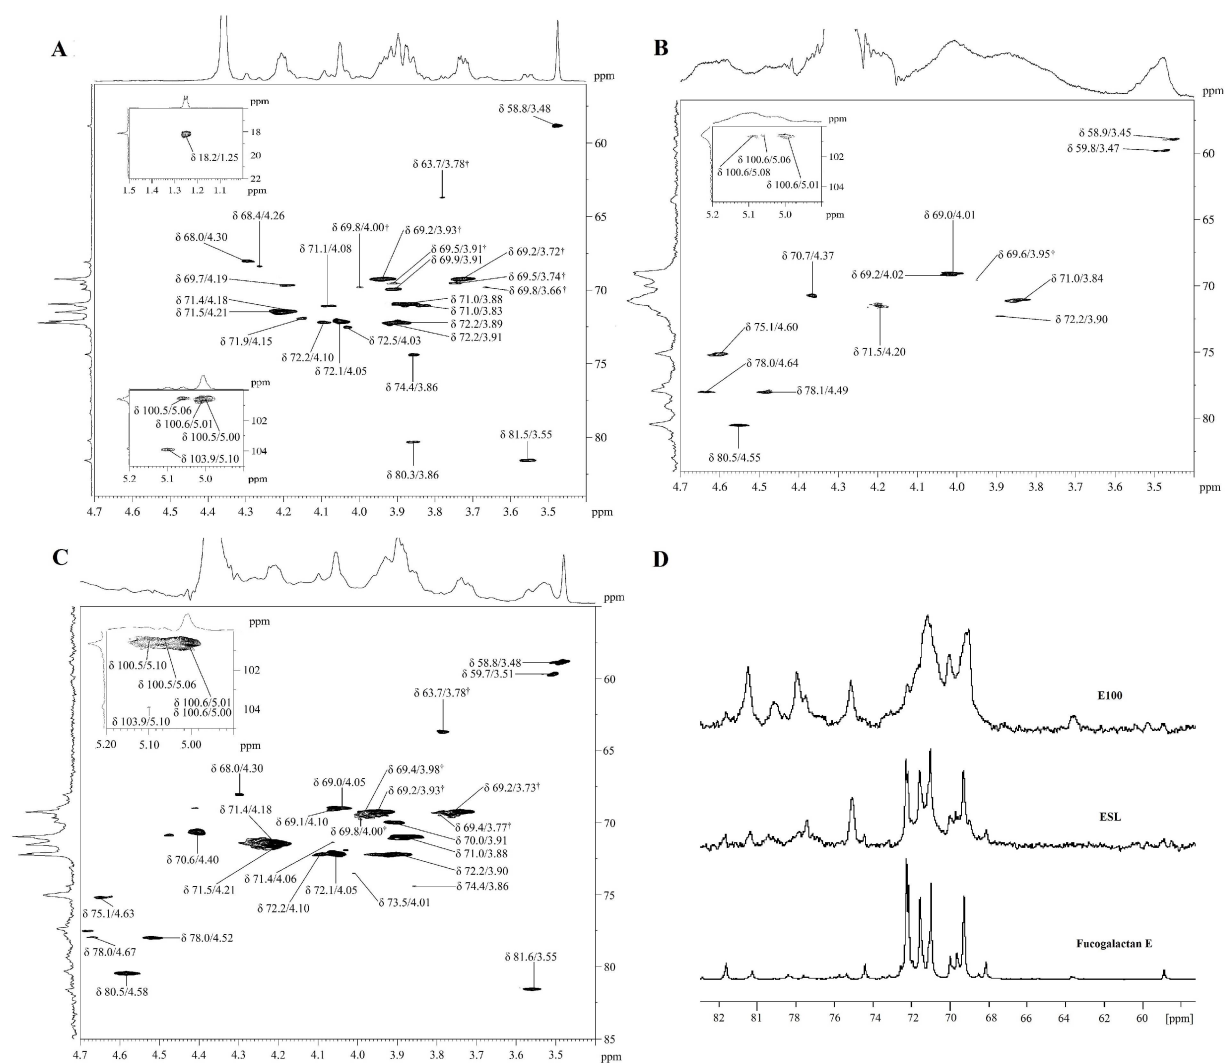 A
ppm
60
65
70
75
80
4.7 4.6 4.5 4.4 4.3 4.2 4.1 4.0 3.9 3.8 3.7 3.6 3.5
ppm
ppm
18
20
22
1.5 1.4 1.3 1.2 1.1
ppm
δ 18.2/1.25
δ 58.8/3.48
δ 63.7/3.78†
δ 68.4/4.26
δ 68.0/4.30
δ 69.8/4.00†
δ 69.2/3.93†
δ 71.1/4.08
δ 69.5/3.91†
δ 69.9/3.91
δ 69.2/3.72†
δ 69.5/3.74†
δ 69.8/3.66†
δ 69.7/4.19
δ 71.4/4.18
δ 71.5/4.21
δ 71.0/3.88
δ 71.0/3.83
δ 72.2/3.89
δ 72.2/3.91
δ 71.9/4.15
δ 72.5/4.03
δ 72.2/4.10
δ 72.1/4.05
δ 74.4/3.86
δ 80.3/3.86
δ 81.5/3.55
ppm
102
104
5.2 5.1 5.0
ppm
δ 100.5/5.06
δ 100.6/5.01
δ 100.5/5.00
δ 103.9/5.10
B
ppm
60
65
70
75
80
4.7 4.6 4.5 4.4 4.3 4.2 4.1 4.0 3.9 3.8 3.7 3.6 3.5
ppm
ppm
102
104
5.2 5.1 5.0
ppm
δ 100.6/5.06
δ 100.6/5.08
δ 100.6/5.01
δ 58.9/3.45
δ 59.8/3.47
δ 69.0/4.01
δ 70.7/4.37
δ 69.2/4.02
δ 69.6/3.95°
δ 71.0/3.84
δ 75.1/4.60
δ 72.2/3.90
δ 71.5/4.20
δ 78.0/4.64
δ 78.1/4.49
δ 80.5/4.55
C
ppm
60
65
70
75
80
85
4.6 4.5 4.4 4.3 4.2 4.1 4.0 3.9 3.8 3.7 3.6 3.5
ppm
ppm
102
104
5.20 5.10 5.00
ppm
δ 100.5/5.10
δ 100.5/5.06
δ 100.6/5.01
δ 100.6/5.00
δ 103.9/5.10
δ 58.8/3.48
δ 59.7/3.51
δ 63.7/3.78†
δ 68.0/4.30
δ 69.0/4.05
δ 69.4/3.98°
δ 69.2/3.93†
δ 69.2/3.73†
δ 71.4/4.18
δ 69.1/4.10
δ 69.8/4.00°
δ 69.4/3.77†
δ 70.0/3.91
δ 71.0/3.88
δ 72.2/3.90
δ 70.6/4.40
δ 71.5/4.21
δ 71.4/4.06
δ 72.1/4.05
δ 74.4/3.86
δ 73.5/4.01
δ 72.2/4.10
δ 75.1/4.63
δ 78.0/4.52
δ 78.0/4.67
δ 80.5/4.58
δ 81.6/3.55
D
E100
ESL
Fucogalactan E
82 81 78 76 74 72 70 68 66 64 62 60 [ppm]